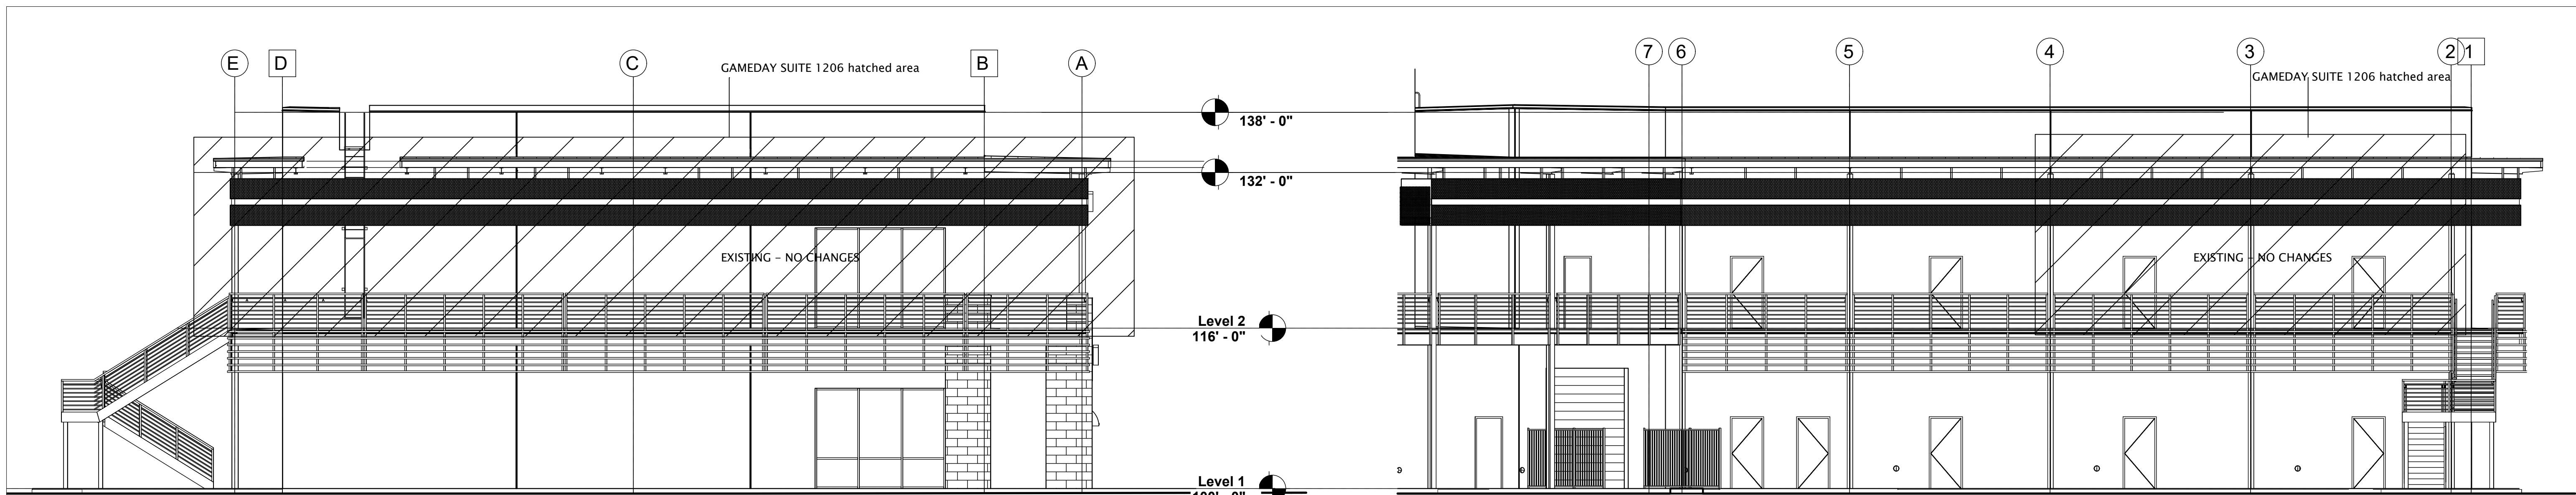 E
D
C
B
A
GAMEDAY SUITE 1206 hatched area
7
6
5
4
3
2
1
GAMEDAY SUITE 1206 hatched area
138' - 0"
132' - 0"
EXISTING - NO CHANGES
EXISTING - NO CHANGES
Level 2
116' - 0"
Level 1